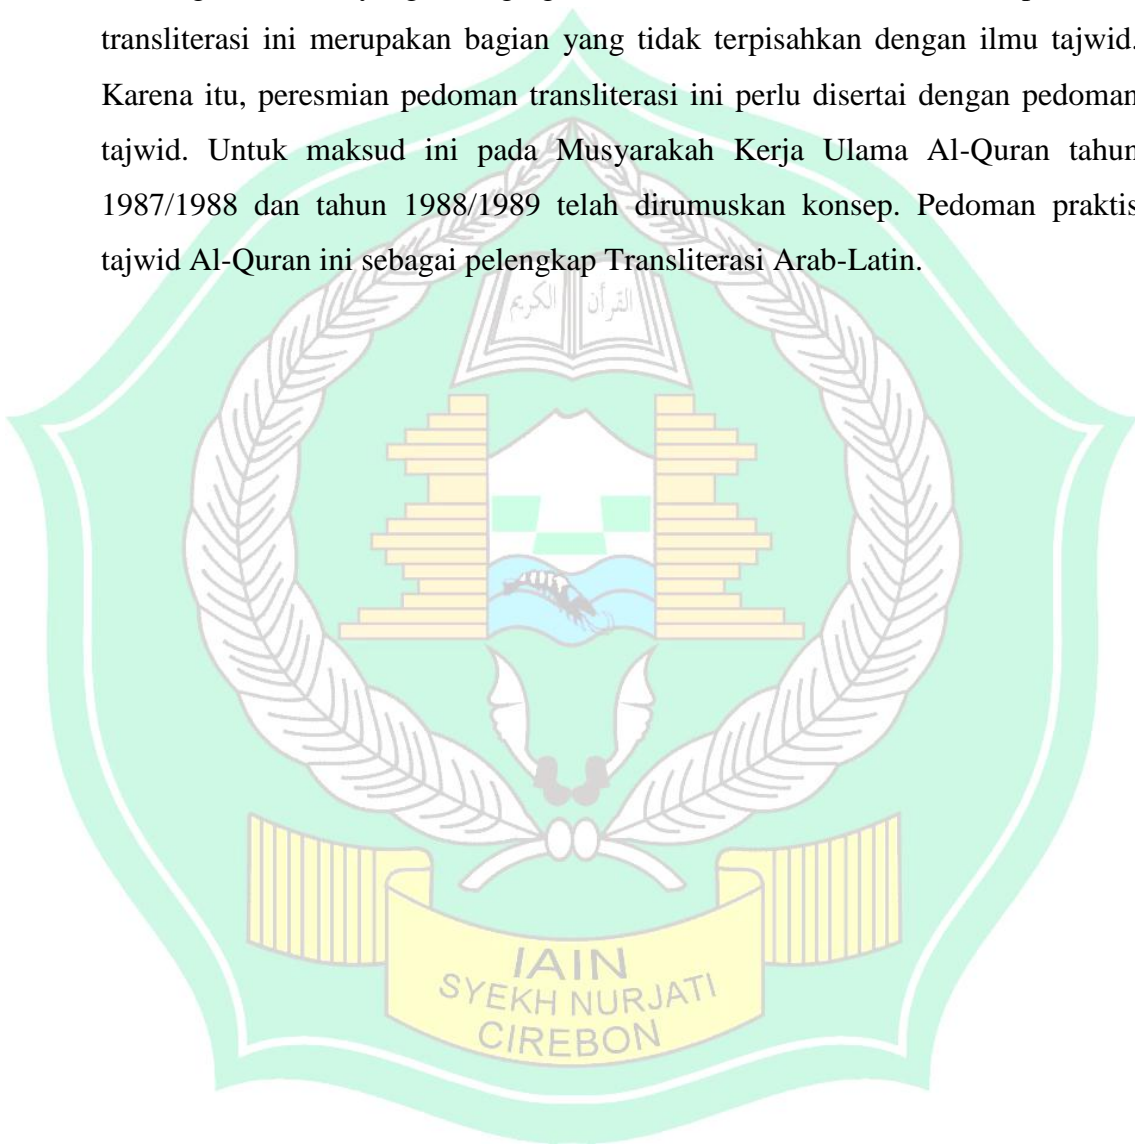 transliterasi ini merupakan bagian yang tidak terpisahkan dengan ilmu tajwid.
Karena itu, peresmian pedoman transliterasi ini perlu disertai dengan pedoman
tajwid. Untuk maksud ini pada Musyarakah Kerja Ulama Al-Quran tahun
1987/1988 dan tahun 1988/1989 telah dirumuskan konsep. Pedoman praktis
tajwid Al-Quran ini sebagai pelengkap Transliterasi Arab-Latin.
القرأن الكريم
IAIN
SYEKH NURJATI
CIREBON